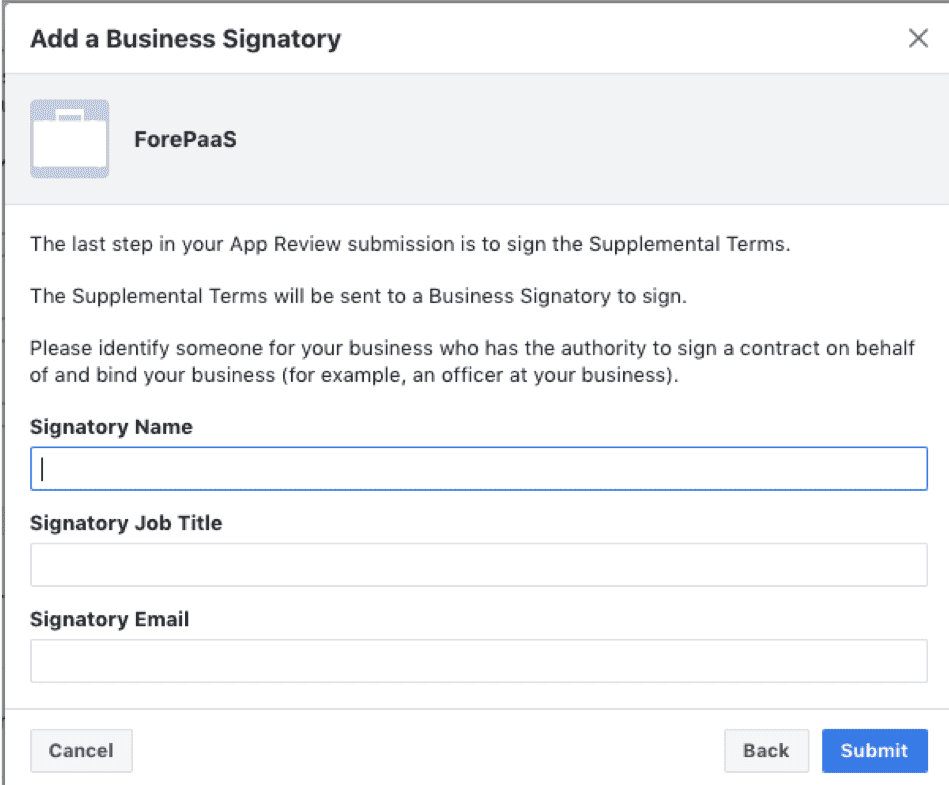 Add a Business Signatory
ForePaaS
The last step in your App Review submission is to sign the Supplemental Terms.
The Supplemental Terms will be sent to a Business Signatory to sign.
Please identify someone for your business who has the authority to sign a contract on behalf
of and bind your business (for example, an officer at your business).
Signatory Name
Signatory Job Title
Signatory Email
Cancel
Back
Submit